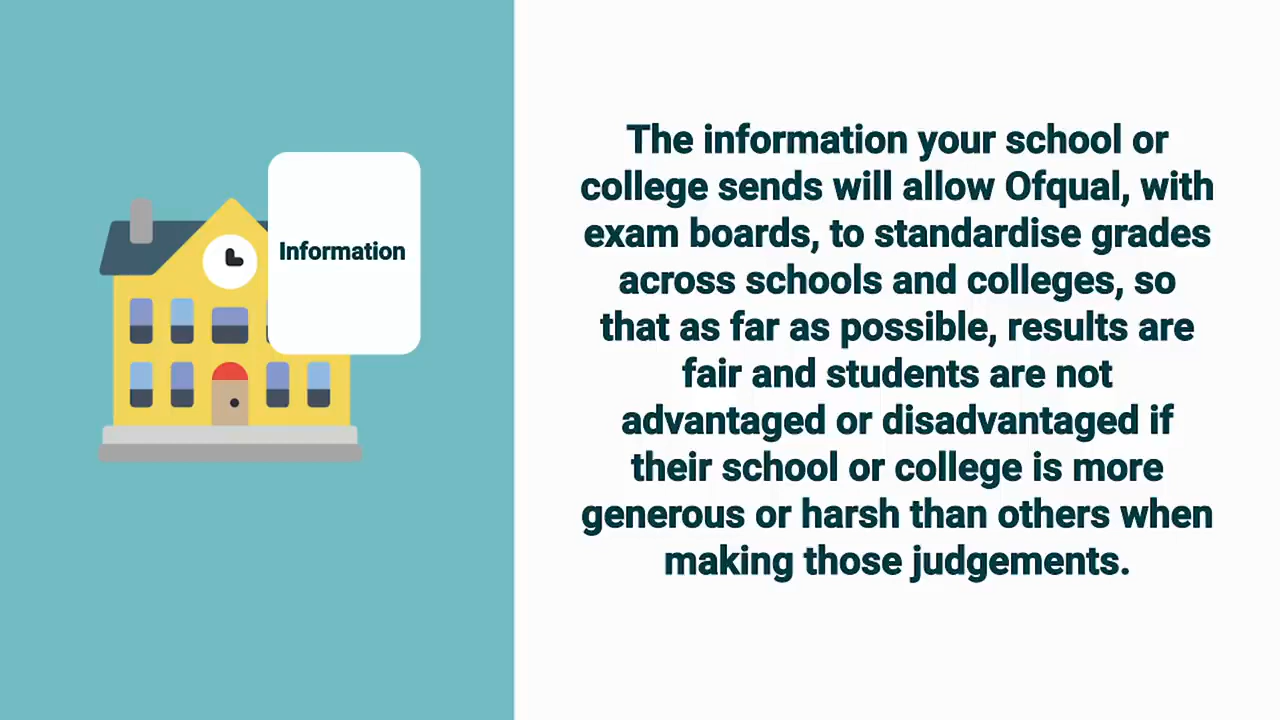 Information
The information your school or
college sends will allow Ofqual, with
exam boards, to standardise grades
across schools and colleges, so
that as far as possible, results are
fair and students are not
advantaged or disadvantaged if
their school or college is more
generous or harsh than others when
making those judgements.